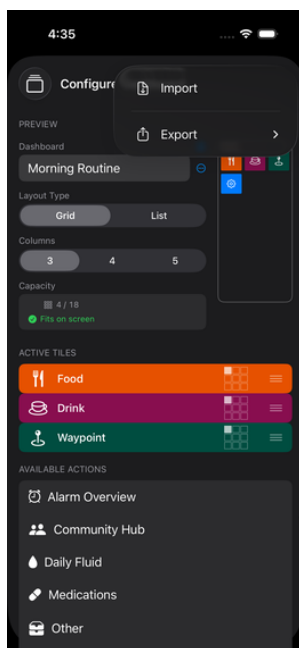 4:35
Configure
Import
Export
PREVIEW
Dashboard
Morning Routine
Layout Type
Grid List
Columns
3 4 5
Capacity
4 / 18
Fits on screen
ACTIVE TILES
Food
Drink
Waypoint
AVAILABLE ACTIONS
Alarm Overview
Community Hub
Daily Fluid
Medications
Other